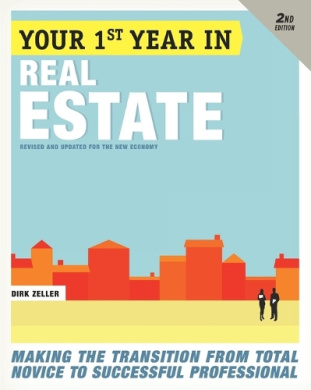 2ND
EDITION
YOUR 1ST YEAR IN
REAL
ESTATE
REVISED AND UPDATED FOR THE NEW ECONOMY
DIRK ZELLER
MAKING THE TRANSITION FROM TOTAL
NOVICE TO SUCCESSFUL PROFESSIONAL